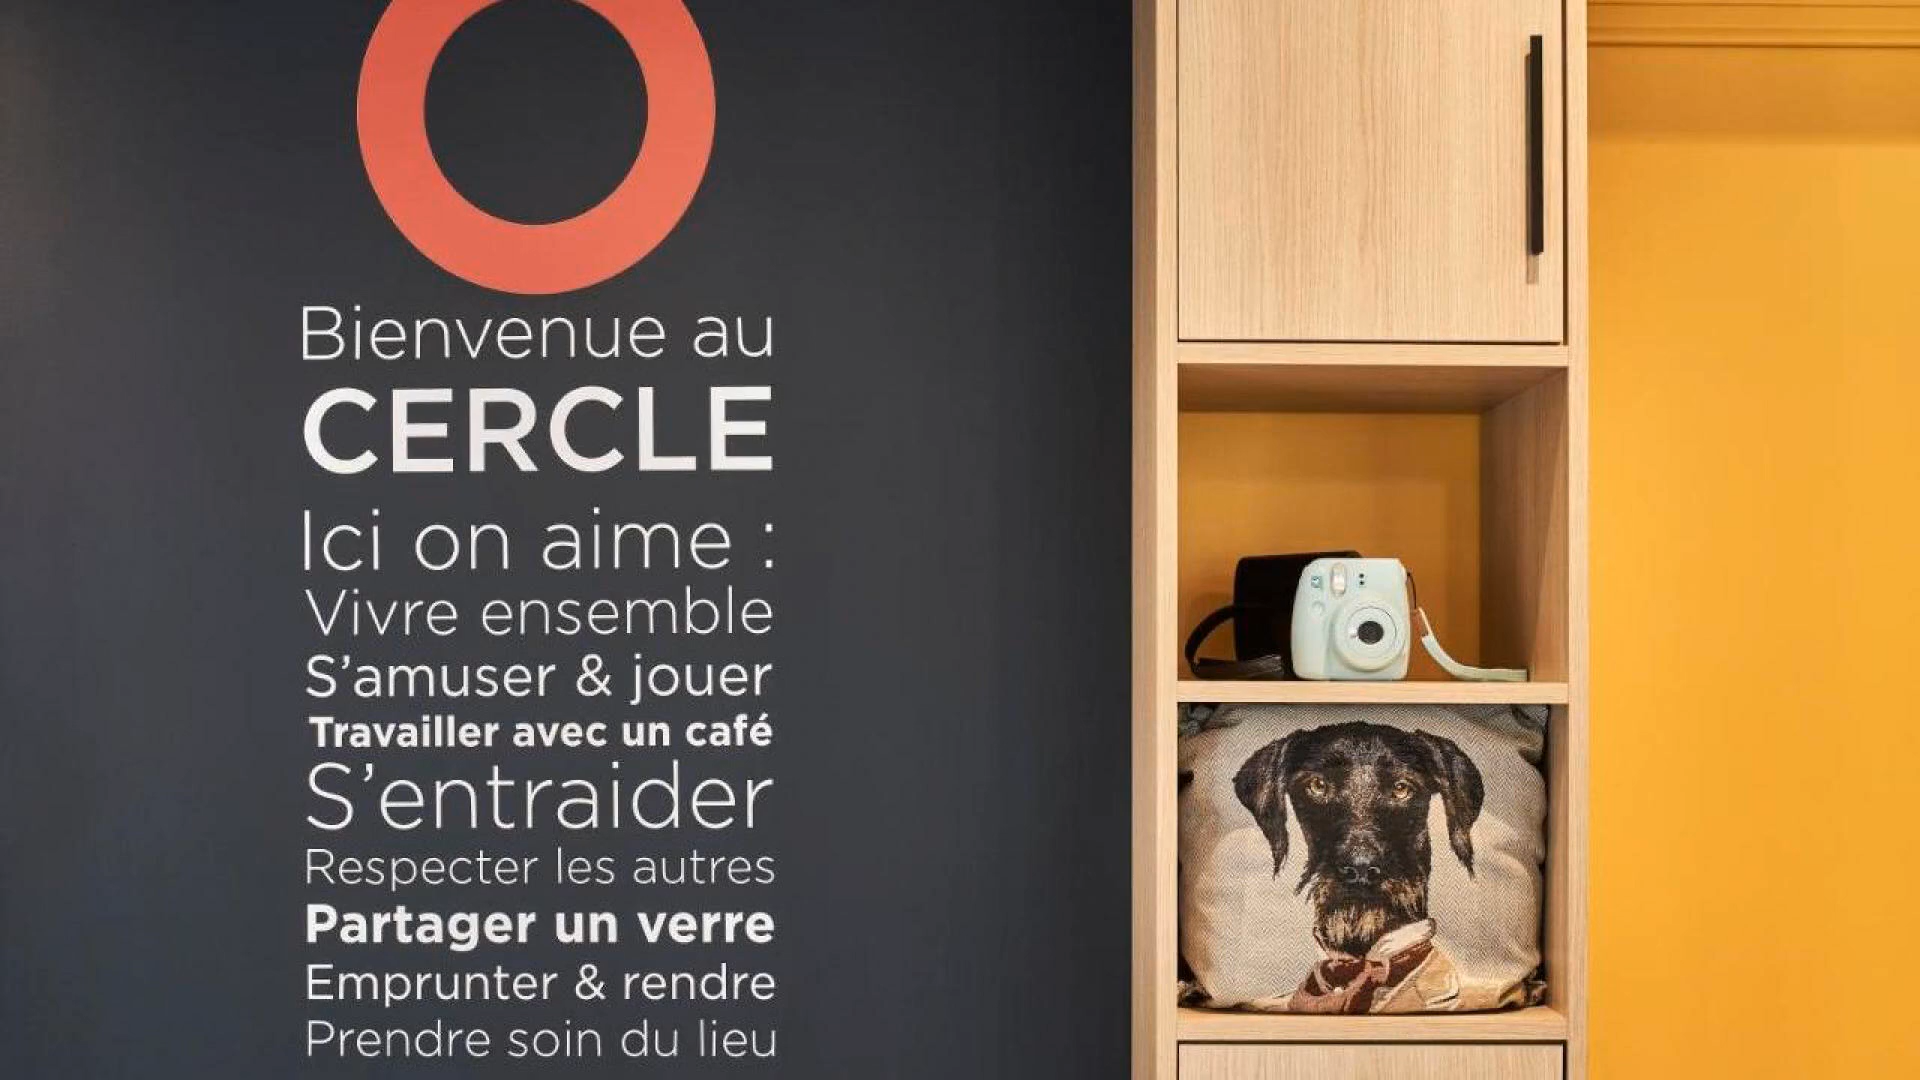 Bienvenue au
CERCLE
Ici on aime :
Vivre ensemble
S'amuser & jouer
Travailler avec un café
S'entraider
Respecter les autres
Partager un verre
Emprunter & rendre
Prendre soin du lieu